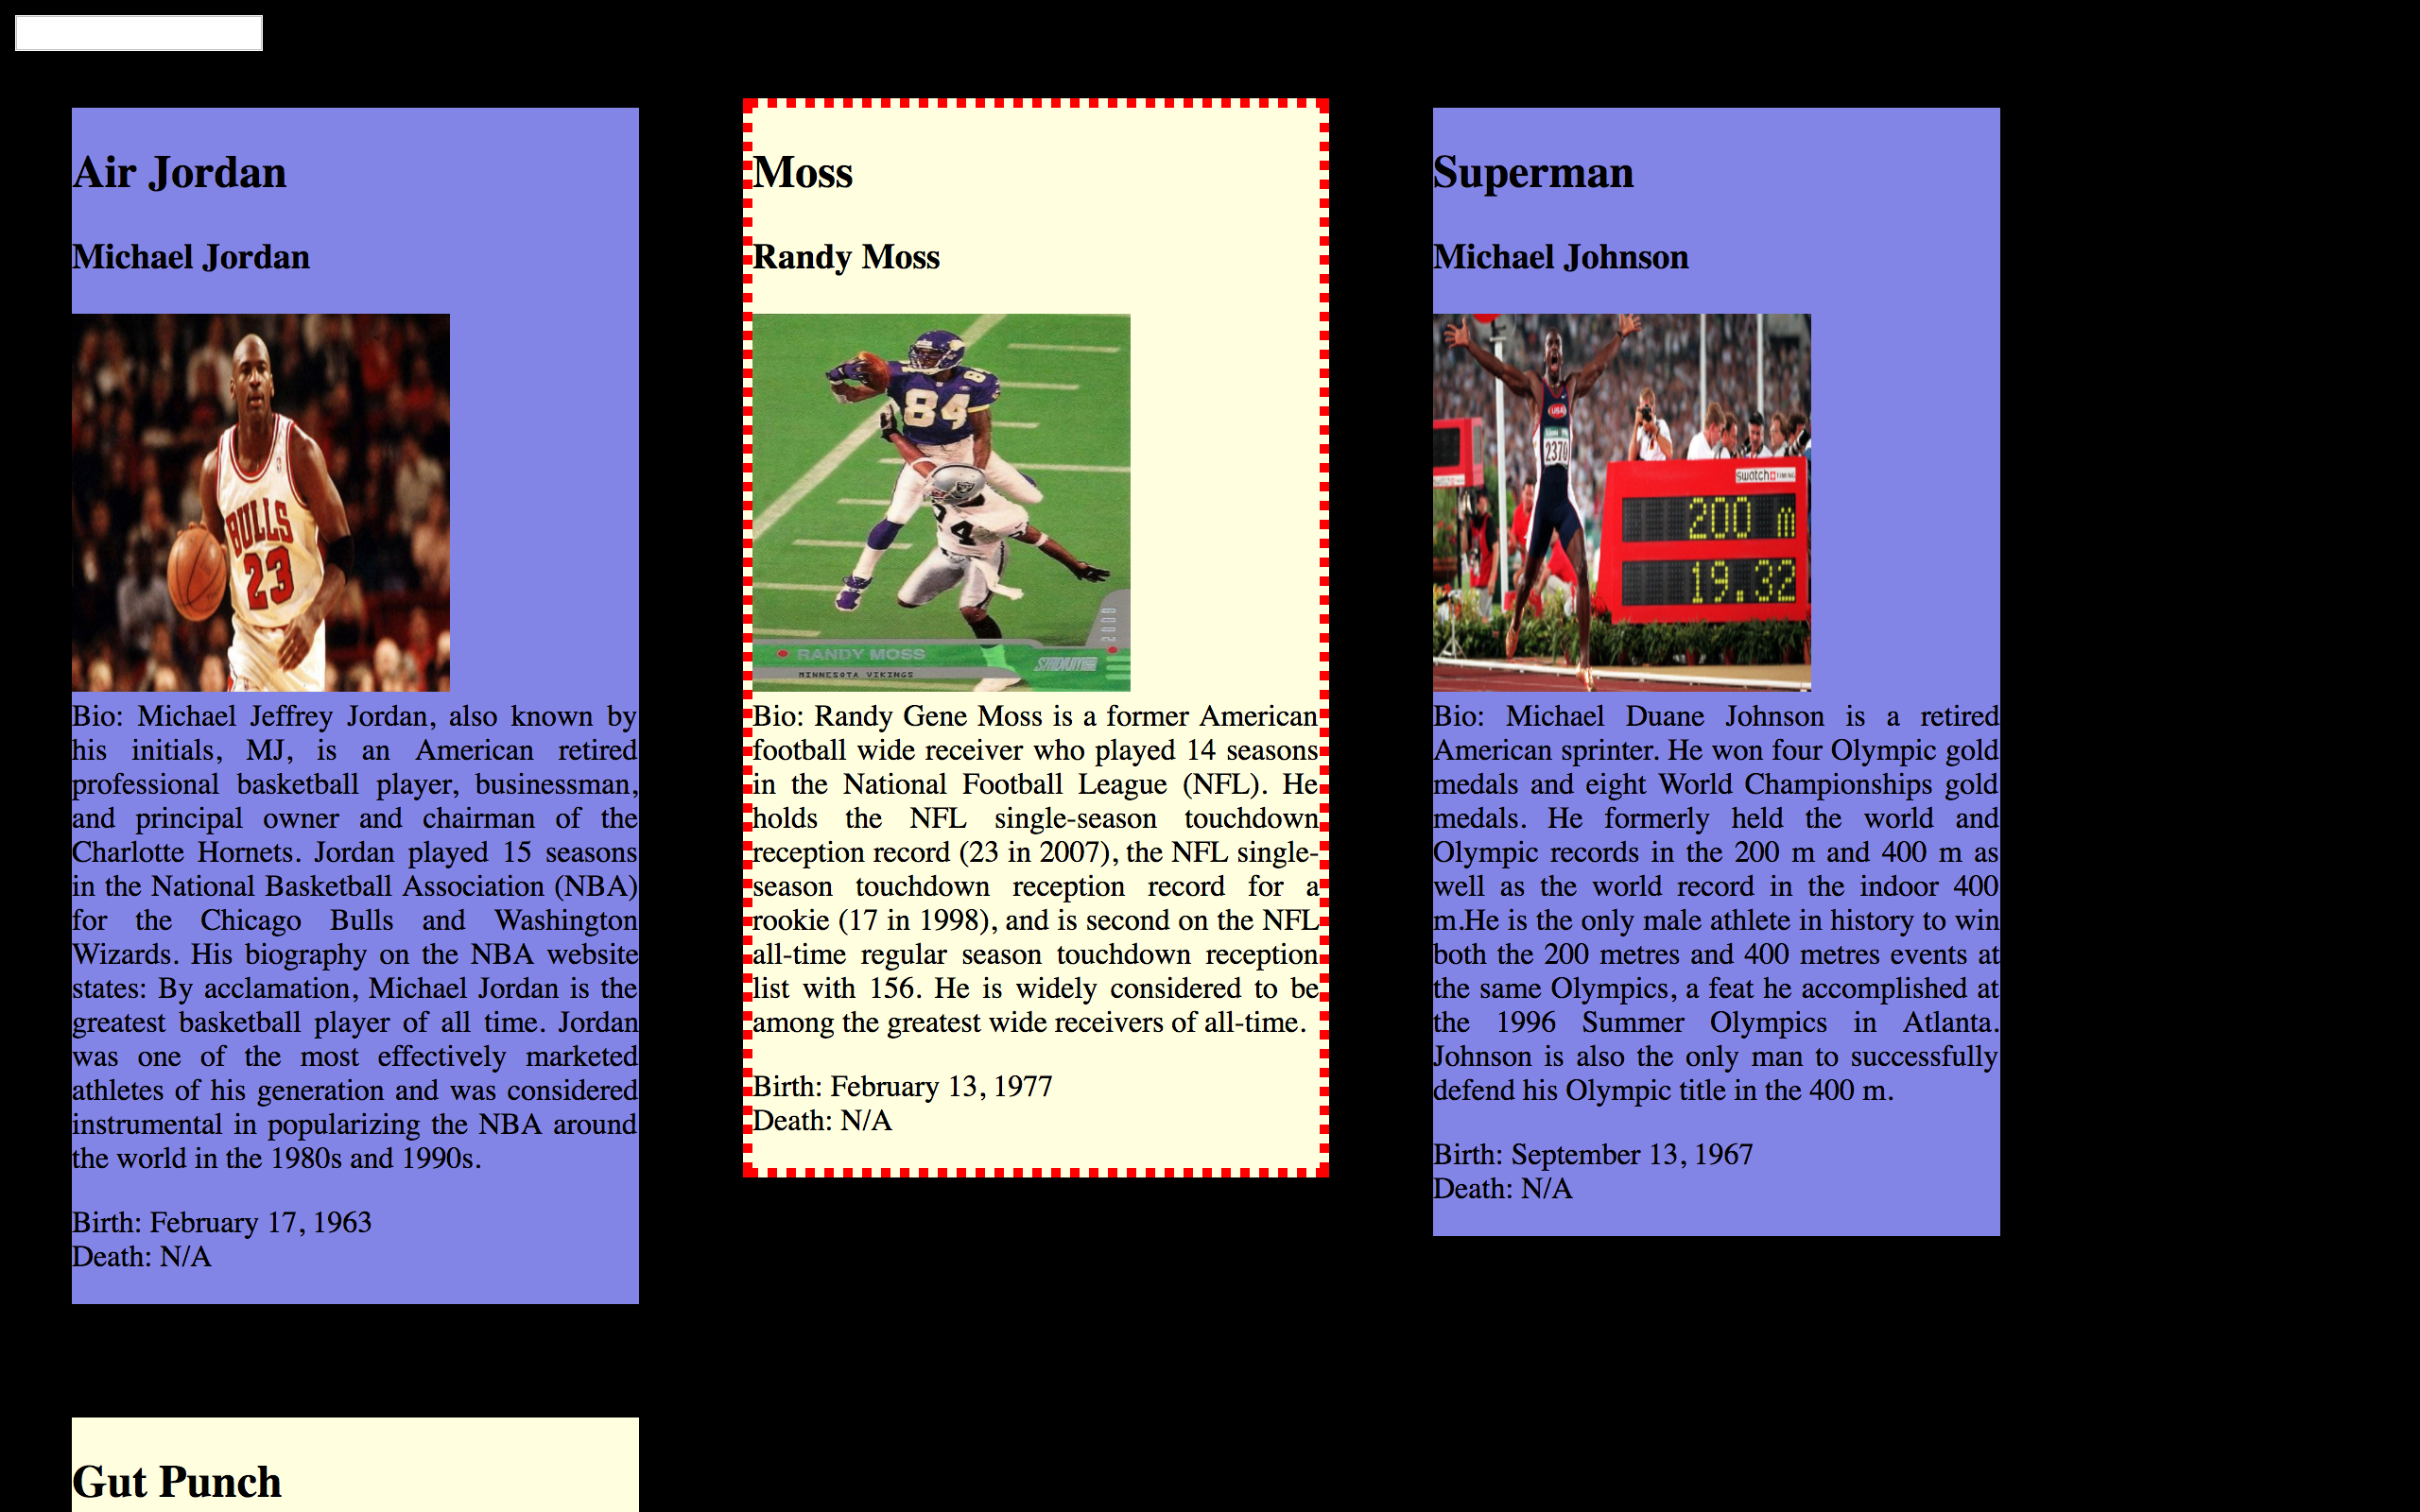 Air Jordan
Michael Jordan
BULLS
23
Bio: Michael Jeffrey Jordan, also known by
his initials, MJ, is an American retired
professional basketball player, businessman,
and principal owner and chairman of the
Charlotte Hornets. Jordan played 15 seasons
in the National Basketball Association (NBA)
for the Chicago Bulls and Washington
Wizards. His biography on the NBA website
states: By acclamation, Michael Jordan is the
greatest basketball player of all time. Jordan
was one of the most effectively marketed
athletes of his generation and was considered
instrumental in popularizing the NBA around
the world in the 1980s and 1990s.
Birth: February 17, 1963
Death: N/A
Moss
Randy Moss
84
4
2000
RANDY MOSS
STADIUM
MINNESOTA VIKINGS
Bio: Randy Gene Moss is a former American
football wide receiver who played 14 seasons
in the National Football League (NFL). He
holds the NFL single-season touchdown
reception record (23 in 2007), the NFL single-
season touchdown reception record for a
rookie (17 in 1998), and is second on the NFL
all-time regular season touchdown reception
list with 156. He is widely considered to be
among the greatest wide receivers of all-time.
Birth: February 13, 1977
Death: N/A
Superman
Michael Johnson
USA
2370
swatch TIMING
200 m
19.32
Bio: Michael Duane Johnson is a retired
American sprinter. He won four Olympic gold
medals and eight World Championships gold
medals. He formerly held the world and
Olympic records in the 200 m and 400 m as
well as the world record in the indoor 400
m.He is the only male athlete in history to win
both the 200 metres and 400 metres events at
the same Olympics, a feat he accomplished at
the 1996 Summer Olympics in Atlanta.
Johnson is also the only man to successfully
defend his Olympic title in the 400 m.
Birth: September 13, 1967
Death: N/A
Gut Punch